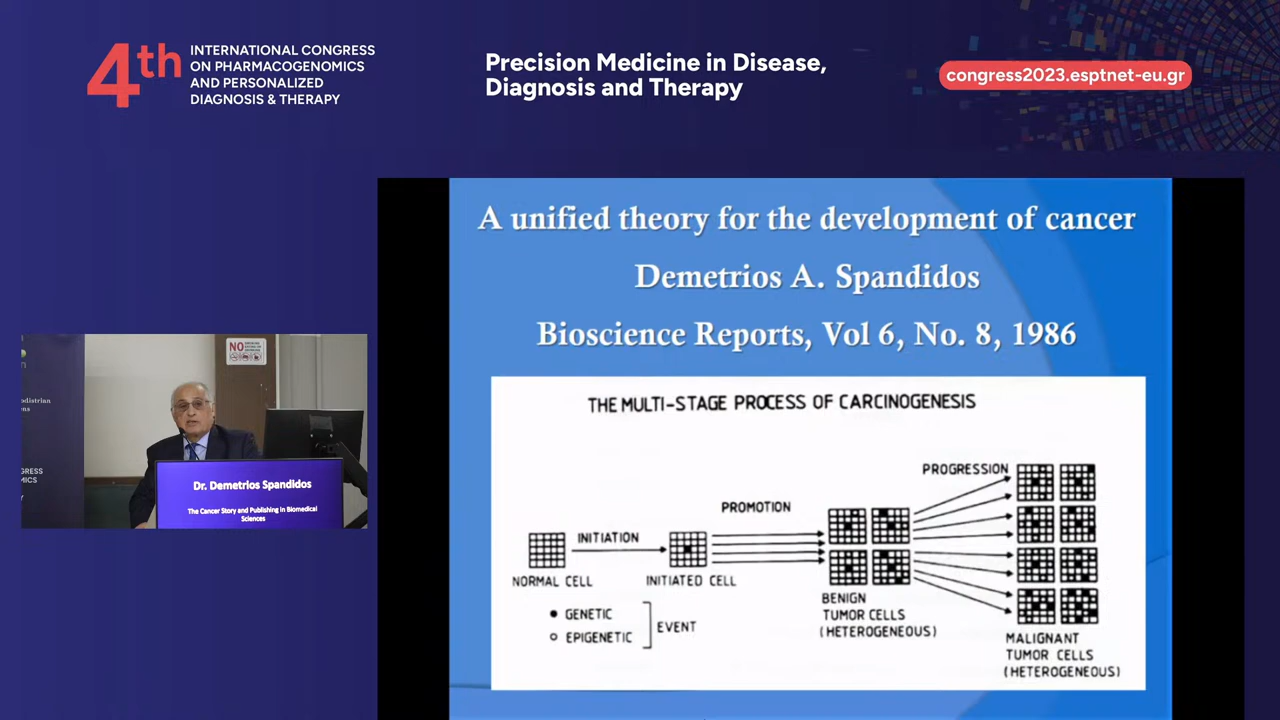 4th
INTERNATIONAL CONGRESS
ON PHARMACOGENOMICS
AND PERSONALIZED
DIAGNOSIS & THERAPY
Precision Medicine in Disease,
Diagnosis and Therapy
congress2023.esptnet-eu.gr
A unified theory for the development of cancer
Demetrios A. Spandidos
Bioscience Reports, Vol 6, No. 8, 1986
THE MULTI-STAGE PROCESS OF CARCINOGENESIS
PROGRESSION
PROMOTION
INITIATION
NORMAL CELL
INITIATED CELL
GENETIC
EPIGENETIC
EVENT
BENIGN
TUMOR CELLS
(HETEROGENEOUS)
MALIGNANT
TUMOR CELLS
(HETEROGENEOUS)
NO
Dr. Demetrios Spandidos
The Cancer Story and Publishing in Biomedical
Sciences